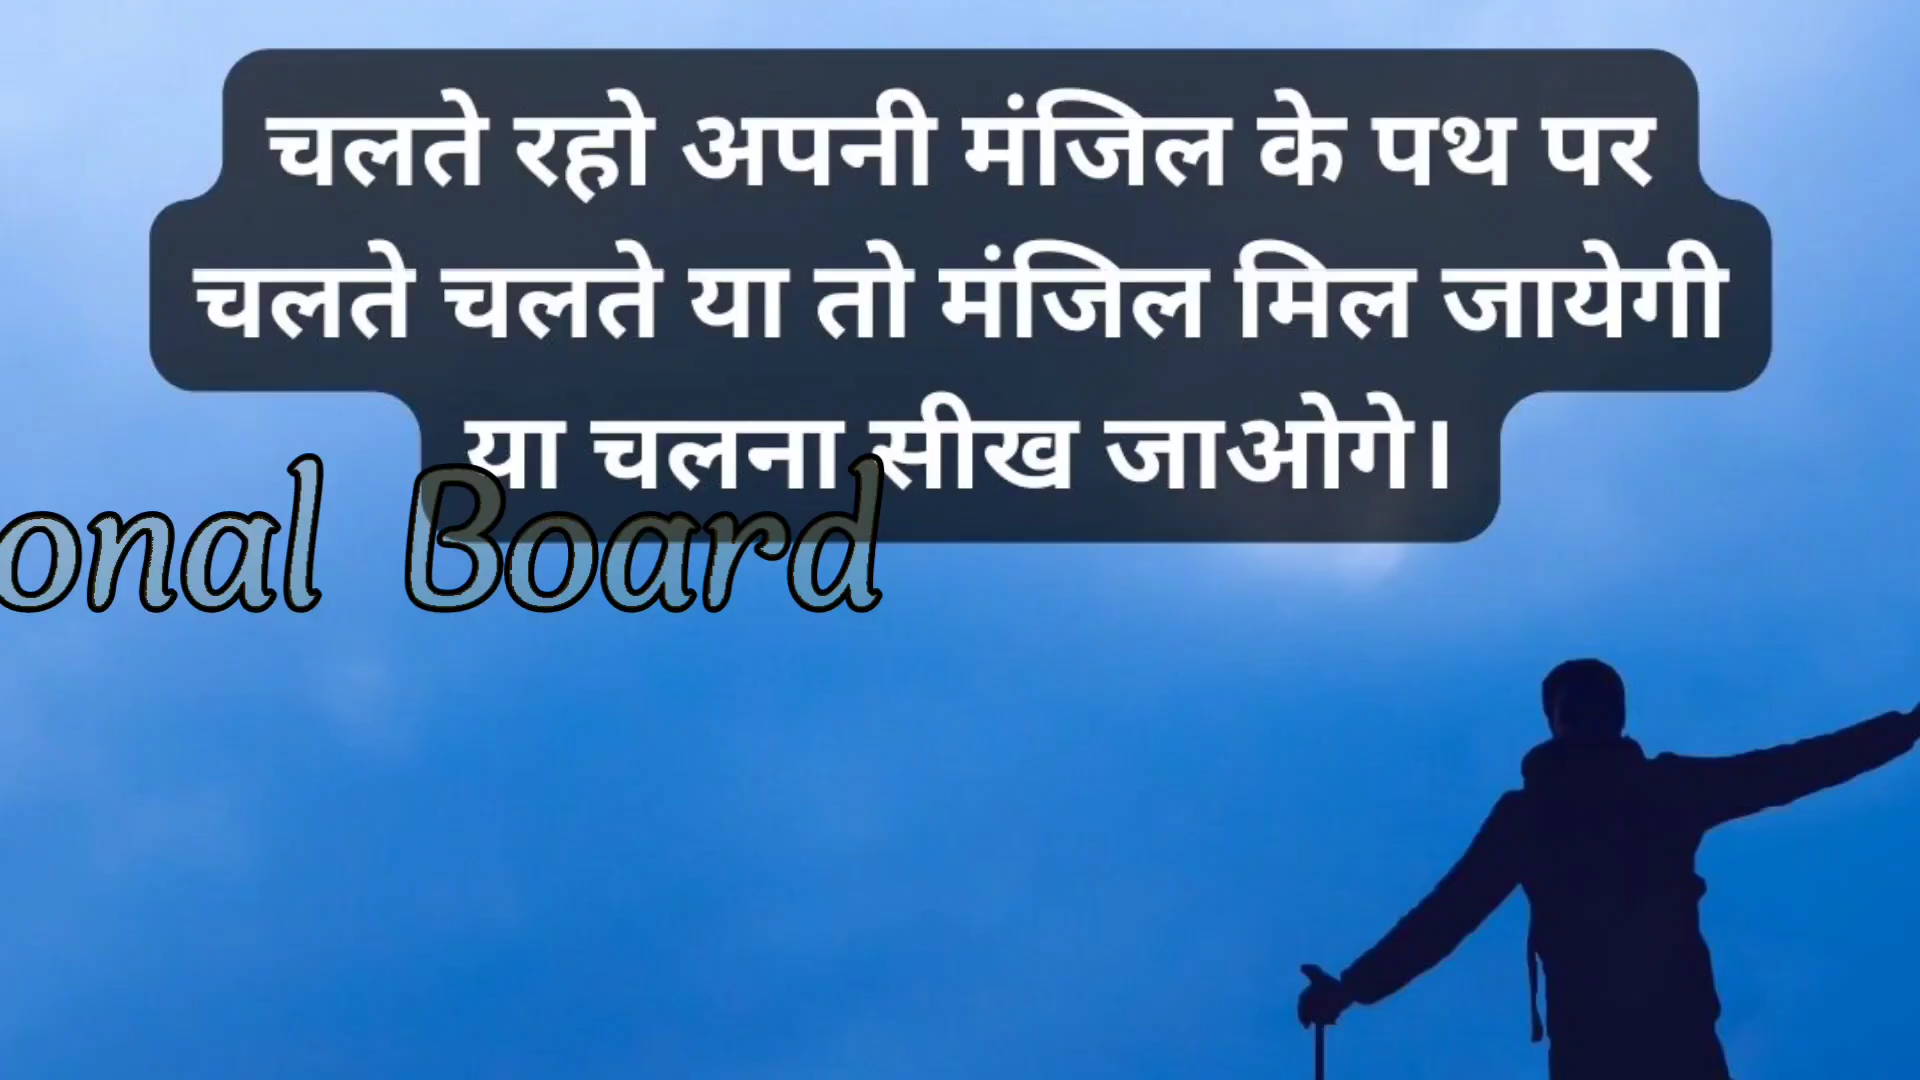 चलते रहो अपनी मंजिल के पथ पर
चलते चलते या तो मंजिल मिल जायेगी
या चलना सीख जाओगे।
onal Board